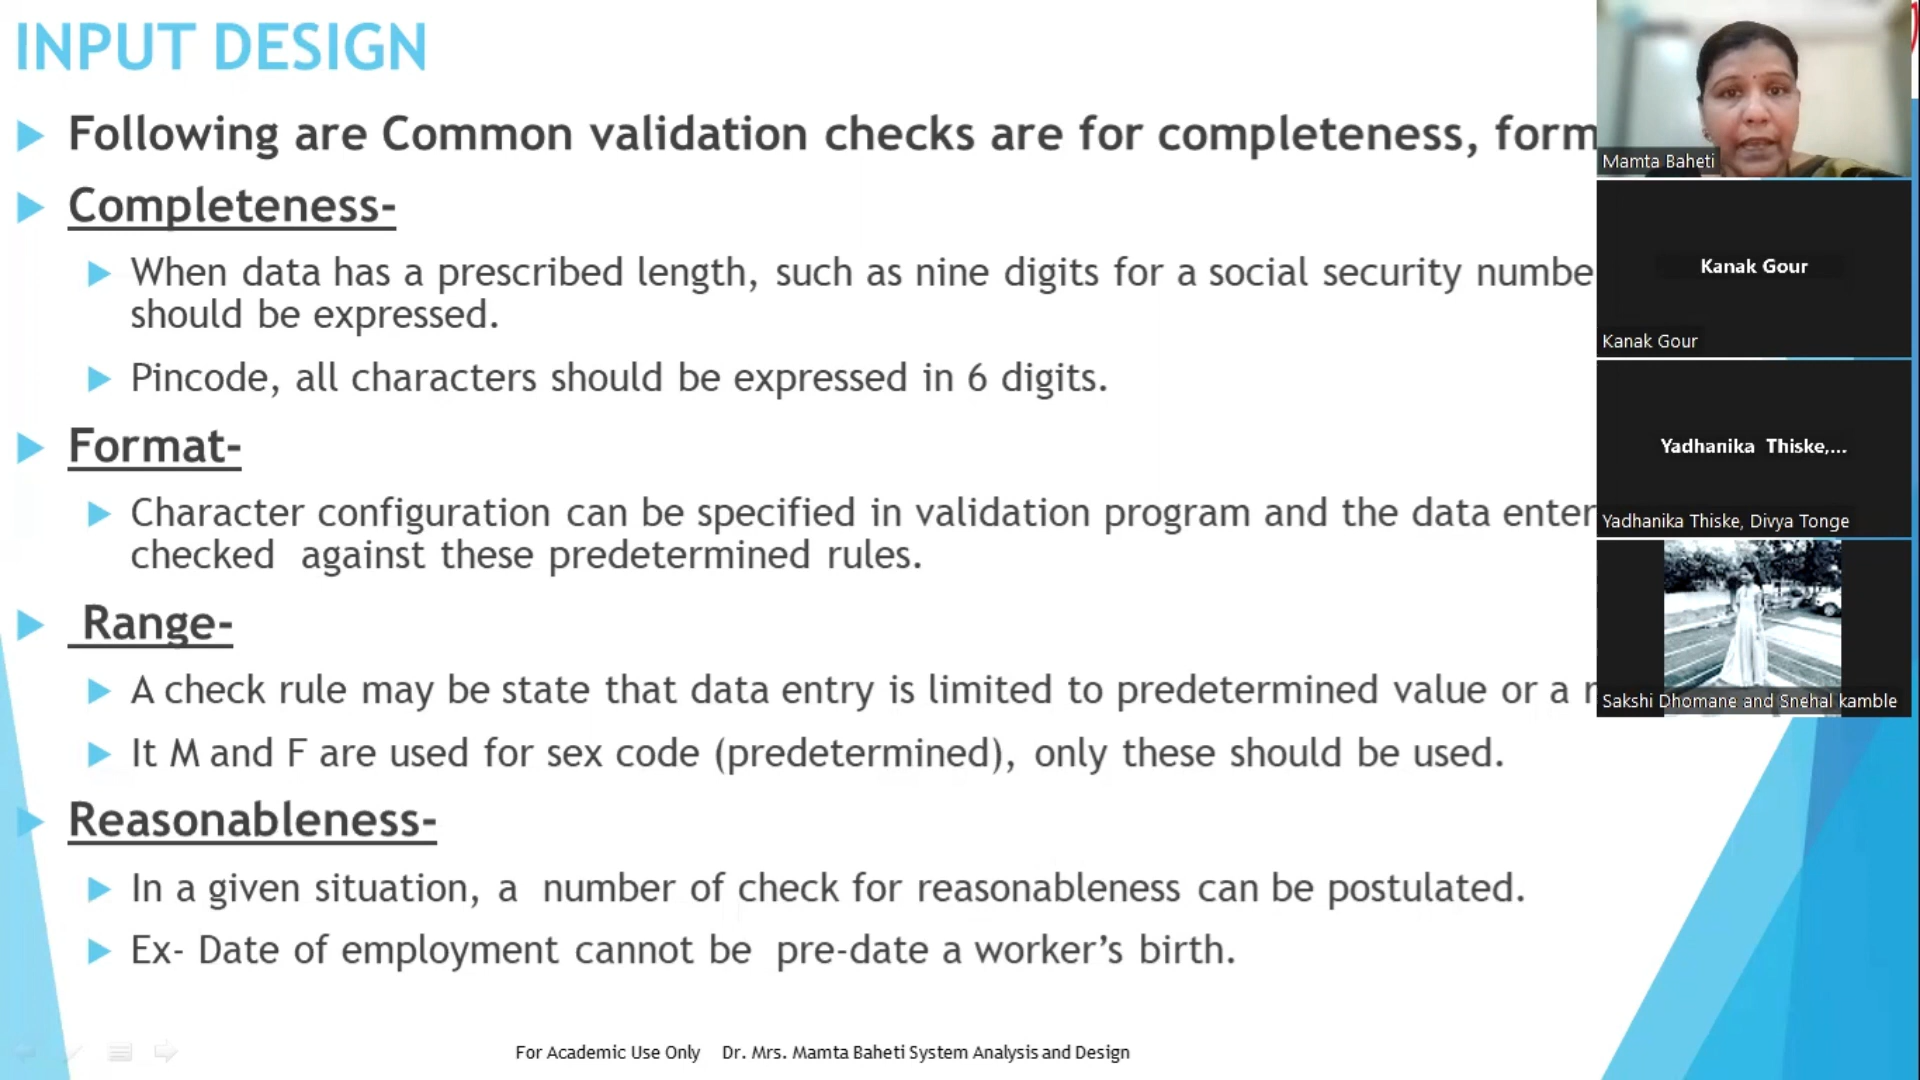 INPUT DESIGN
Following are Common validation checks are for completeness, form
Completeness-
When data has a prescribed length, such as nine digits for a social security numbe
should be expressed.
Pincode, all characters should be expressed in 6 digits.
Format-
Character configuration can be specified in validation program and the data enter
checked against these predetermined rules.
Range-
A check rule may be state that data entry is limited to predetermined value or a r
It M and F are used for sex code (predetermined), only these should be used.
Reasonableness-
In a given situation, a number of check for reasonableness can be postulated.
Ex- Date of employment cannot be pre-date a worker's birth.
For Academic Use Only Dr. Mrs. Mamta Baheti System Analysis and Design
Mamta Baheti
Kanak Gour
Kanak Gour
Yadhanika Thiske,...
Yadhanika Thiske, Divya Tonge
Sakshi Dhomane and Snehal kamble